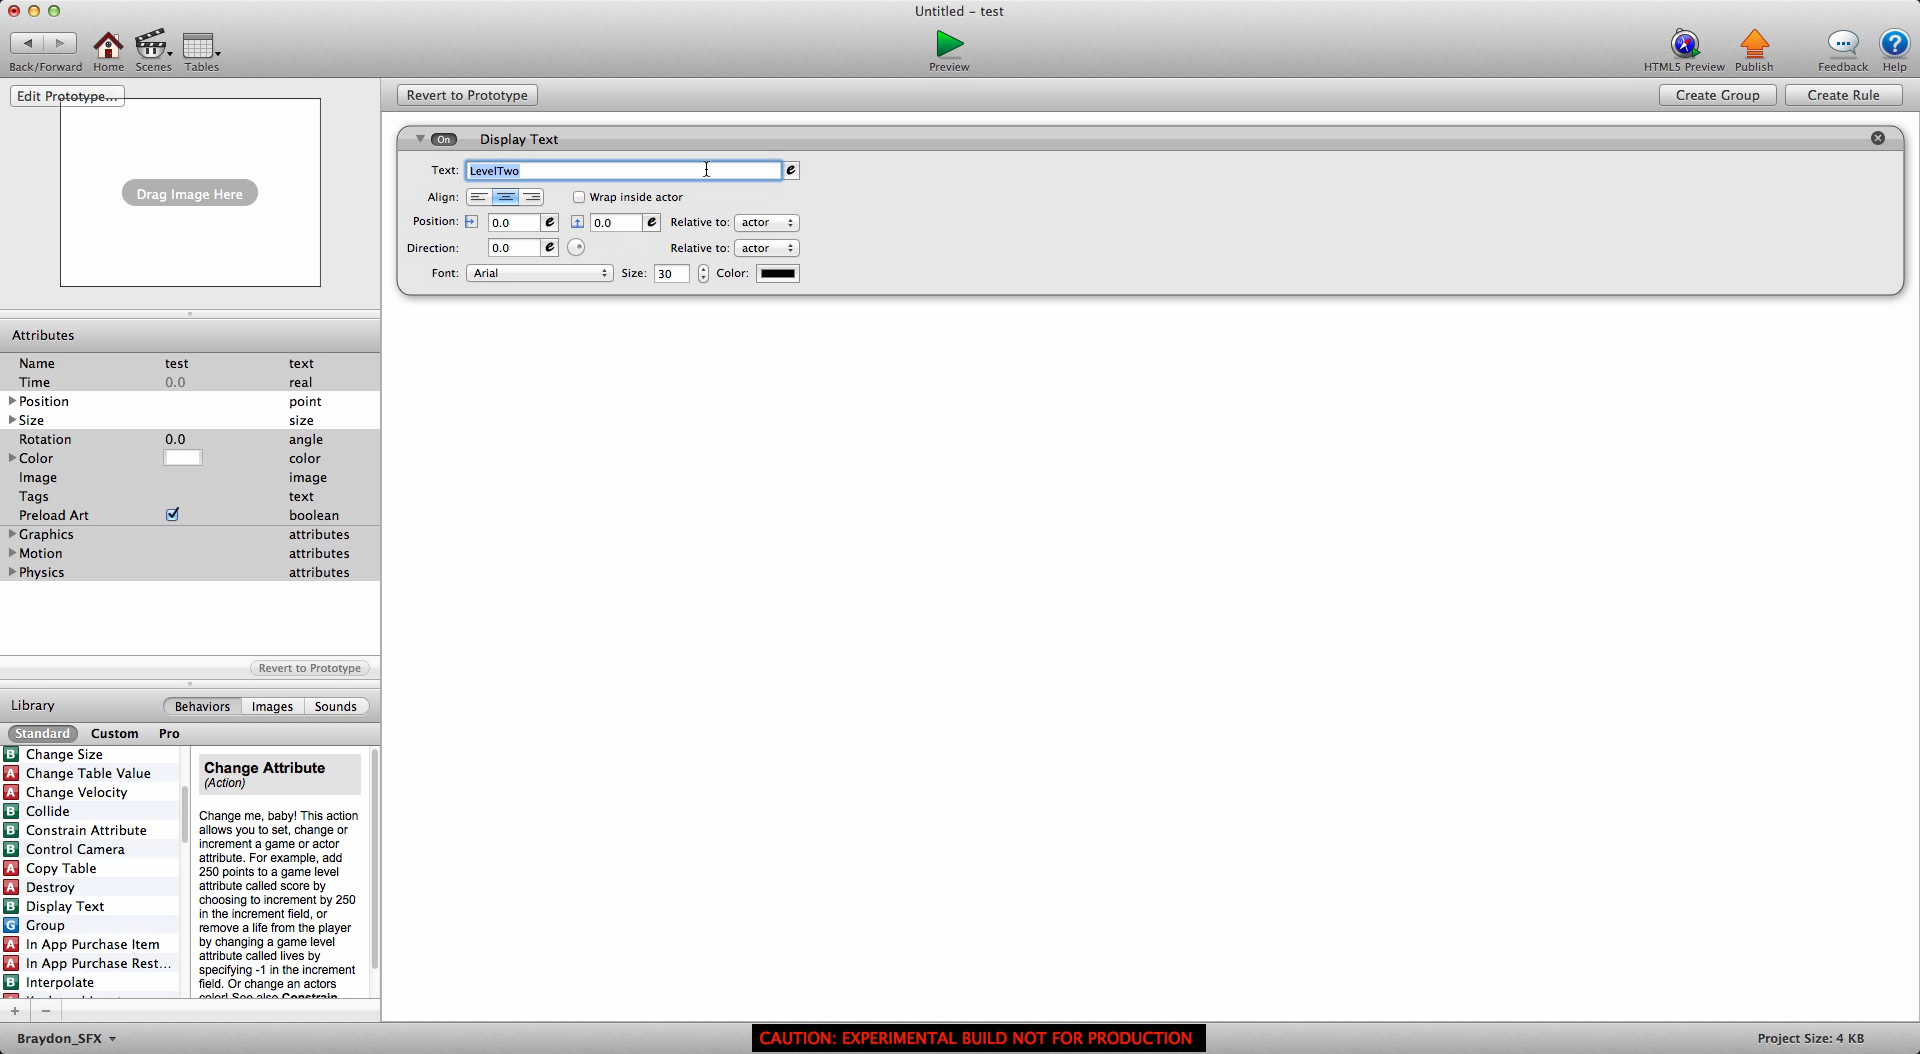 Untitled - test
Back/Forward
Home
Scenes
Tables
Preview
HTML5 Preview
Publish
Feedback
Help
Edit Prototype...
Drag Image Here
Revert to Prototype
Create Group
Create Rule
On
Display Text
Text:
LevelTwo
e
Align:
Wrap inside actor
Position:
0.0
e
0.0
e
Relative to:
actor
Direction:
0.0
e
Relative to:
actor
Font:
Arial
Size:
30
Color:
Attributes
Name test text
Time 0.0 real
Position point
Size size
Rotation 0.0 angle
Color color
Image image
Tags text
Preload Art boolean
Graphics attributes
Motion attributes
Physics attributes
Revert to Prototype
Library
Behaviors
Images
Sounds
Standard
Custom
Pro
B Change Size
A Change Table Value
A Change Velocity
B Collide
B Constrain Attribute
B Control Camera
A Copy Table
A Destroy
B Display Text
G Group
A In App Purchase Item
A In App Purchase Rest...
B Interpolate
Change Attribute
(Action)
Change me, baby! This action
allows you to set, change or
increment a game or actor
attribute. For example, add
250 points to a game level
attribute called score by
choosing to increment by 250
in the increment field, or
remove a life from the player
by changing a game level
attribute called lives by
specifying -1 in the increment
field. Or change an actors
color! See also Constrain
+
-
Braydon_SFX
CAUTION: EXPERIMENTAL BUILD NOT FOR PRODUCTION
Project Size: 4 KB